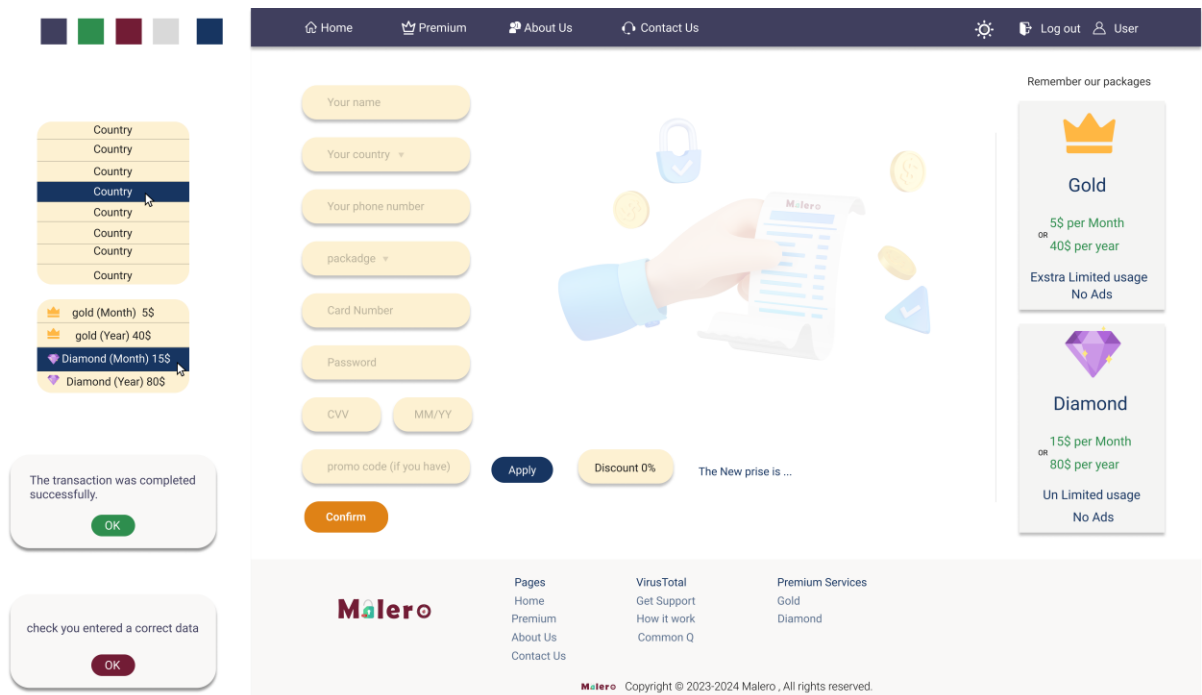 Home Premium About Us Contact Us Log out User
Country
Country
Country
Country
Country
Country
Country
Country
gold (Month) 5$
gold (Year) 40$
Diamond (Month) 15$
Diamond (Year) 80$
The transaction was completed
successfully.
OK
check you entered a correct data
OK
Your name
Your country
Your phone number
packadge
Card Number
Password
CVV MM/YY
promo code (if you have) Apply Discount 0% The New prise is ...
Confirm
Malero
Remember our packages
Gold
5$ per Month
OR
40$ per year
Exstra Limited usage
No Ads
Diamond
15$ per Month
OR
80$ per year
Un Limited usage
No Ads
Malero
Pages
Home
Premium
About Us
Contact Us
VirusTotal
Get Support
How it work
Common Q
Premium Services
Gold
Diamond
Malero Copyright © 2023-2024 Malero , All rights reserved.